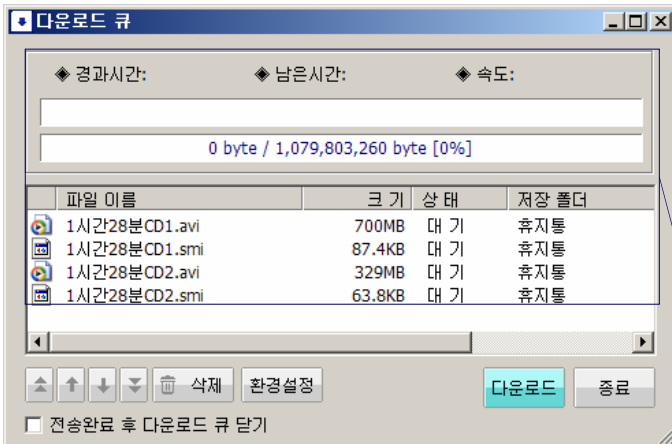 다운로드 큐
◈ 경과시간: ◈ 남은시간: ◈ 속도:
0 byte / 1,079,803,260 byte [0%]
파일 이름 크 기 상 태 저장 폴더
1시간28분CD1.avi 700MB 대 기 휴지통
1시간28분CD1.smi 87.4KB 대 기 휴지통
1시간28분CD2.avi 329MB 대 기 휴지통
1시간28분CD2.smi 63.8KB 대 기 휴지통
삭제 환경설정 다운로드 종료
전송완료 후 다운로드 큐 닫기